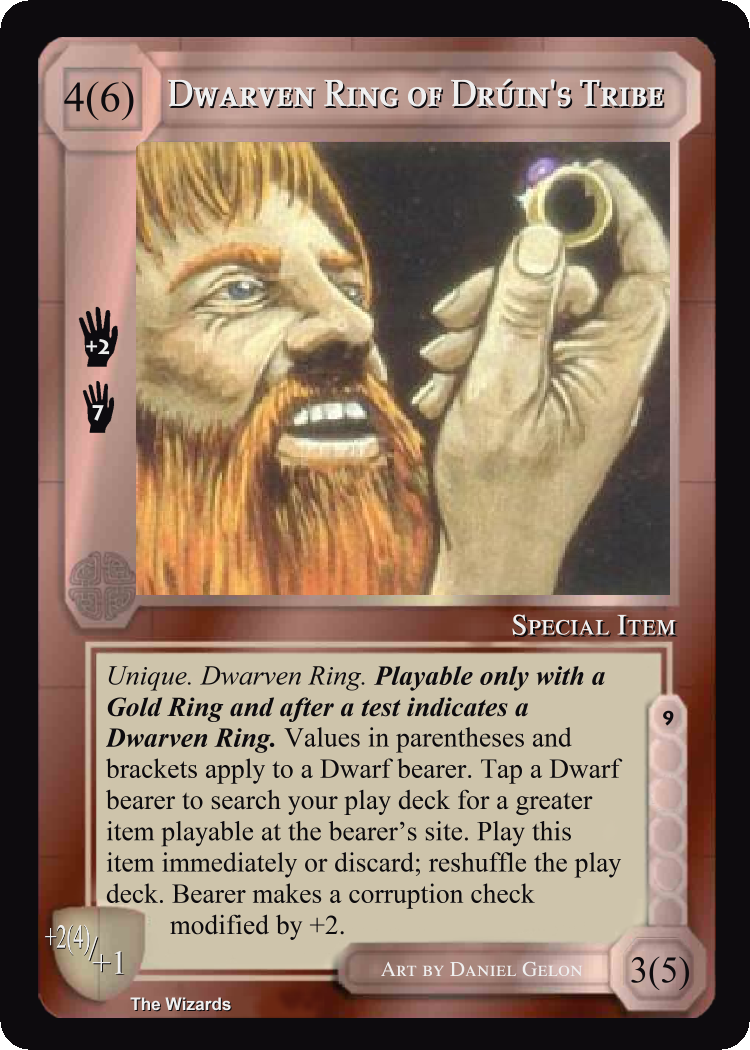 4(6)
Dwarven Ring of Drúin's Tribe
+2
7
Special Item
Unique. Dwarven Ring. Playable only with a
Gold Ring and after a test indicates a
Dwarven Ring. Values in parentheses and
brackets apply to a Dwarf bearer. Tap a Dwarf
bearer to search your play deck for a greater
item playable at the bearer's site. Play this
item immediately or discard; reshuffle the play
deck. Bearer makes a corruption check
modified by +2.
9
+2(4)/+1
Art by Daniel Gelon
3(5)
The Wizards